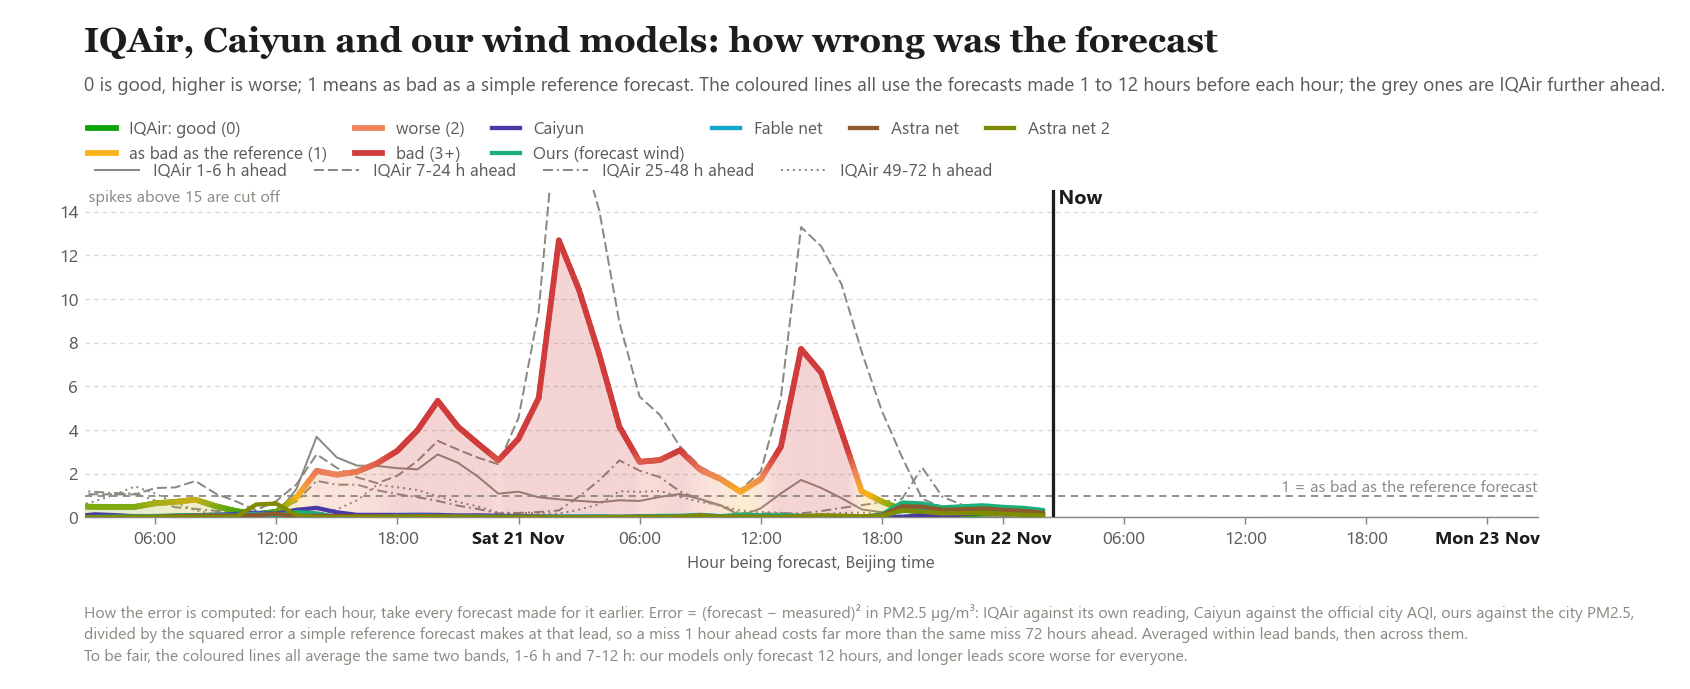 IQAir, Caiyun and our wind models: how wrong was the forecast
0 is good, higher is worse; 1 means as bad as a simple reference forecast. The coloured lines all use the forecasts made 1 to 12 hours before each hour; the grey ones are IQAir further ahead.
IQAir: good (0) worse (2) Caiyun Fable net Astra net Astra net 2
as bad as the reference (1) bad (3+) Ours (forecast wind)
IQAir 1-6 h ahead IQAir 7-24 h ahead IQAir 25-48 h ahead IQAir 49-72 h ahead
spikes above 15 are cut off
Now
14
12
10
8
6
4
2
1 = as bad as the reference forecast
0
06:00 12:00 18:00 Sat 21 Nov 06:00 12:00 18:00 Sun 22 Nov 06:00 12:00 18:00 Mon 23 Nov
Hour being forecast, Beijing time
How the error is computed: for each hour, take every forecast made for it earlier. Error = (forecast − measured)² in PM2.5 µg/m³: IQAir against its own reading, Caiyun against the official city AQI, ours against the city PM2.5,
divided by the squared error a simple reference forecast makes at that lead, so a miss 1 hour ahead costs far more than the same miss 72 hours ahead. Averaged within lead bands, then across them.
To be fair, the coloured lines all average the same two bands, 1-6 h and 7-12 h: our models only forecast 12 hours, and longer leads score worse for everyone.